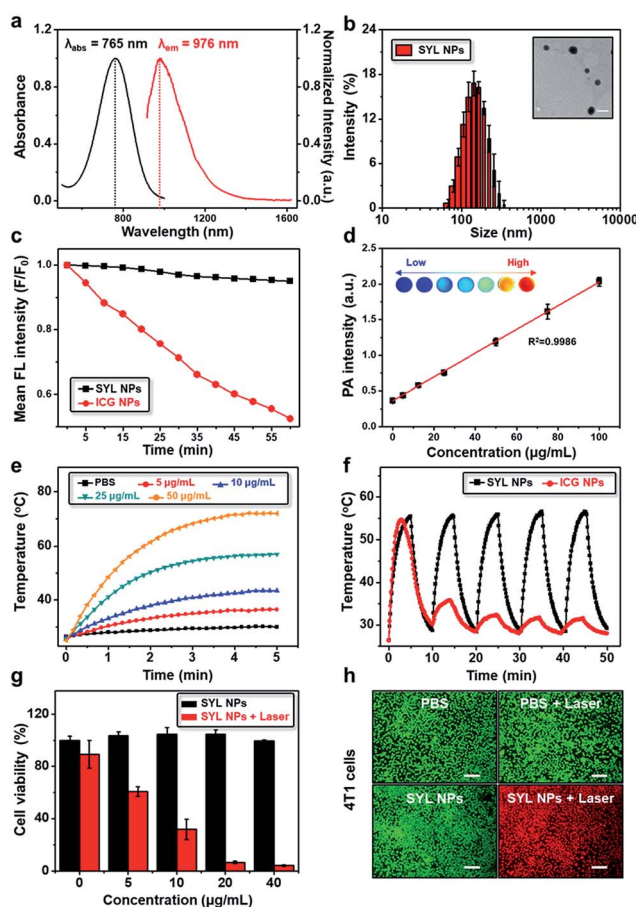 a
λabs = 765 nm
λem = 976 nm
Absorbance
Normalized Intensity (a.u.)
1.2
0.9
0.6
0.3
0.0
1.2
0.9
0.6
0.3
0.0
800 1200 1600
Wavelength (nm)
b
SYL NPs
Intensity (%)
18
12
6
0
10 100 1000 10000
Size (nm)
c
Mean FL intensity (F/F0)
1.0
0.8
0.6
SYL NPs
ICG NPs
5 15 25 35 45 55
Time (min)
d
PA intensity (a.u.)
2.5
2.0
1.5
1.0
0.5
0.0
Low High
R²=0.9986
0 20 40 60 80 100
Concentration (µg/mL)
e
PBS 5 µg/mL 10 µg/mL
25 µg/mL 50 µg/mL
Temperature (°C)
80
60
40
0 1 2 3 4 5
Time (min)
f
SYL NPs ICG NPs
Temperature (°C)
60
50
40
30
0 10 20 30 40 50
Time (min)
g
SYL NPs
SYL NPs + Laser
Cell viability (%)
120
80
40
0
0 5 10 20 40
Concentration (µg/mL)
h
4T1 cells
PBS PBS + Laser
SYL NPs SYL NPs + Laser